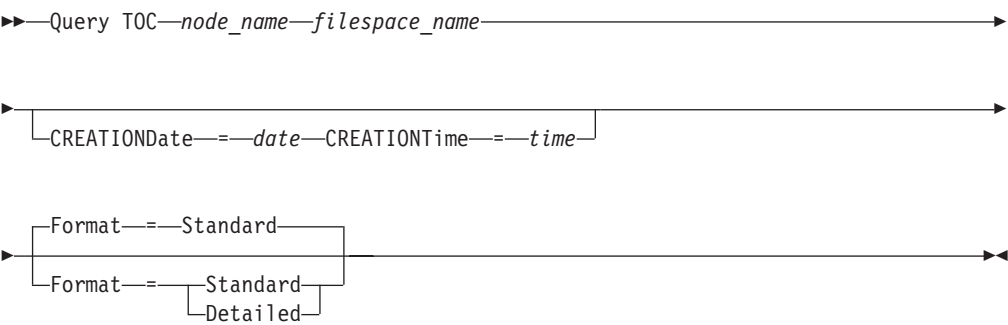 Query TOC node_name filespace_name
CREATIONDate = date CREATIONTime = time
Format = Standard
Format = Standard
Detailed